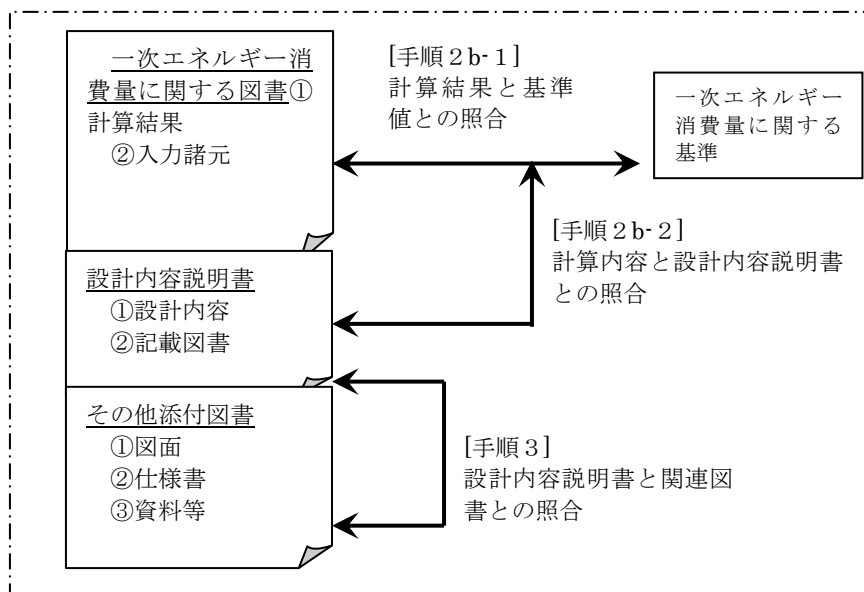 一次エネルギー消
費量に関する図書①
計算結果
②入力諸元
[手順２b-１]
計算結果と基準
値との照合
一次エネルギー
消費量に関する
基準
[手順２b-２]
計算内容と設計内容説明書
との照合
設計内容説明書
①設計内容
②記載図書
その他添付図書
①図面
②仕様書
③資料等
[手順３]
設計内容説明書と関連図
書との照合